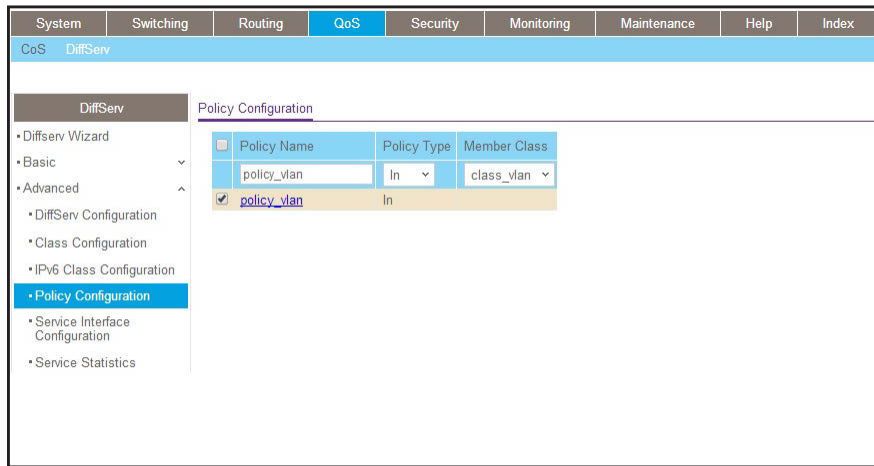 System Switching Routing QoS Security Monitoring Maintenance Help Index
CoS DiffServ
DiffServ
Diffserv Wizard
Basic
Advanced
DiffServ Configuration
Class Configuration
IPv6 Class Configuration
Policy Configuration
Service Interface
Configuration
Service Statistics
Policy Configuration
Policy Name Policy Type Member Class
policy_vlan In class_vlan
policy_vlan In